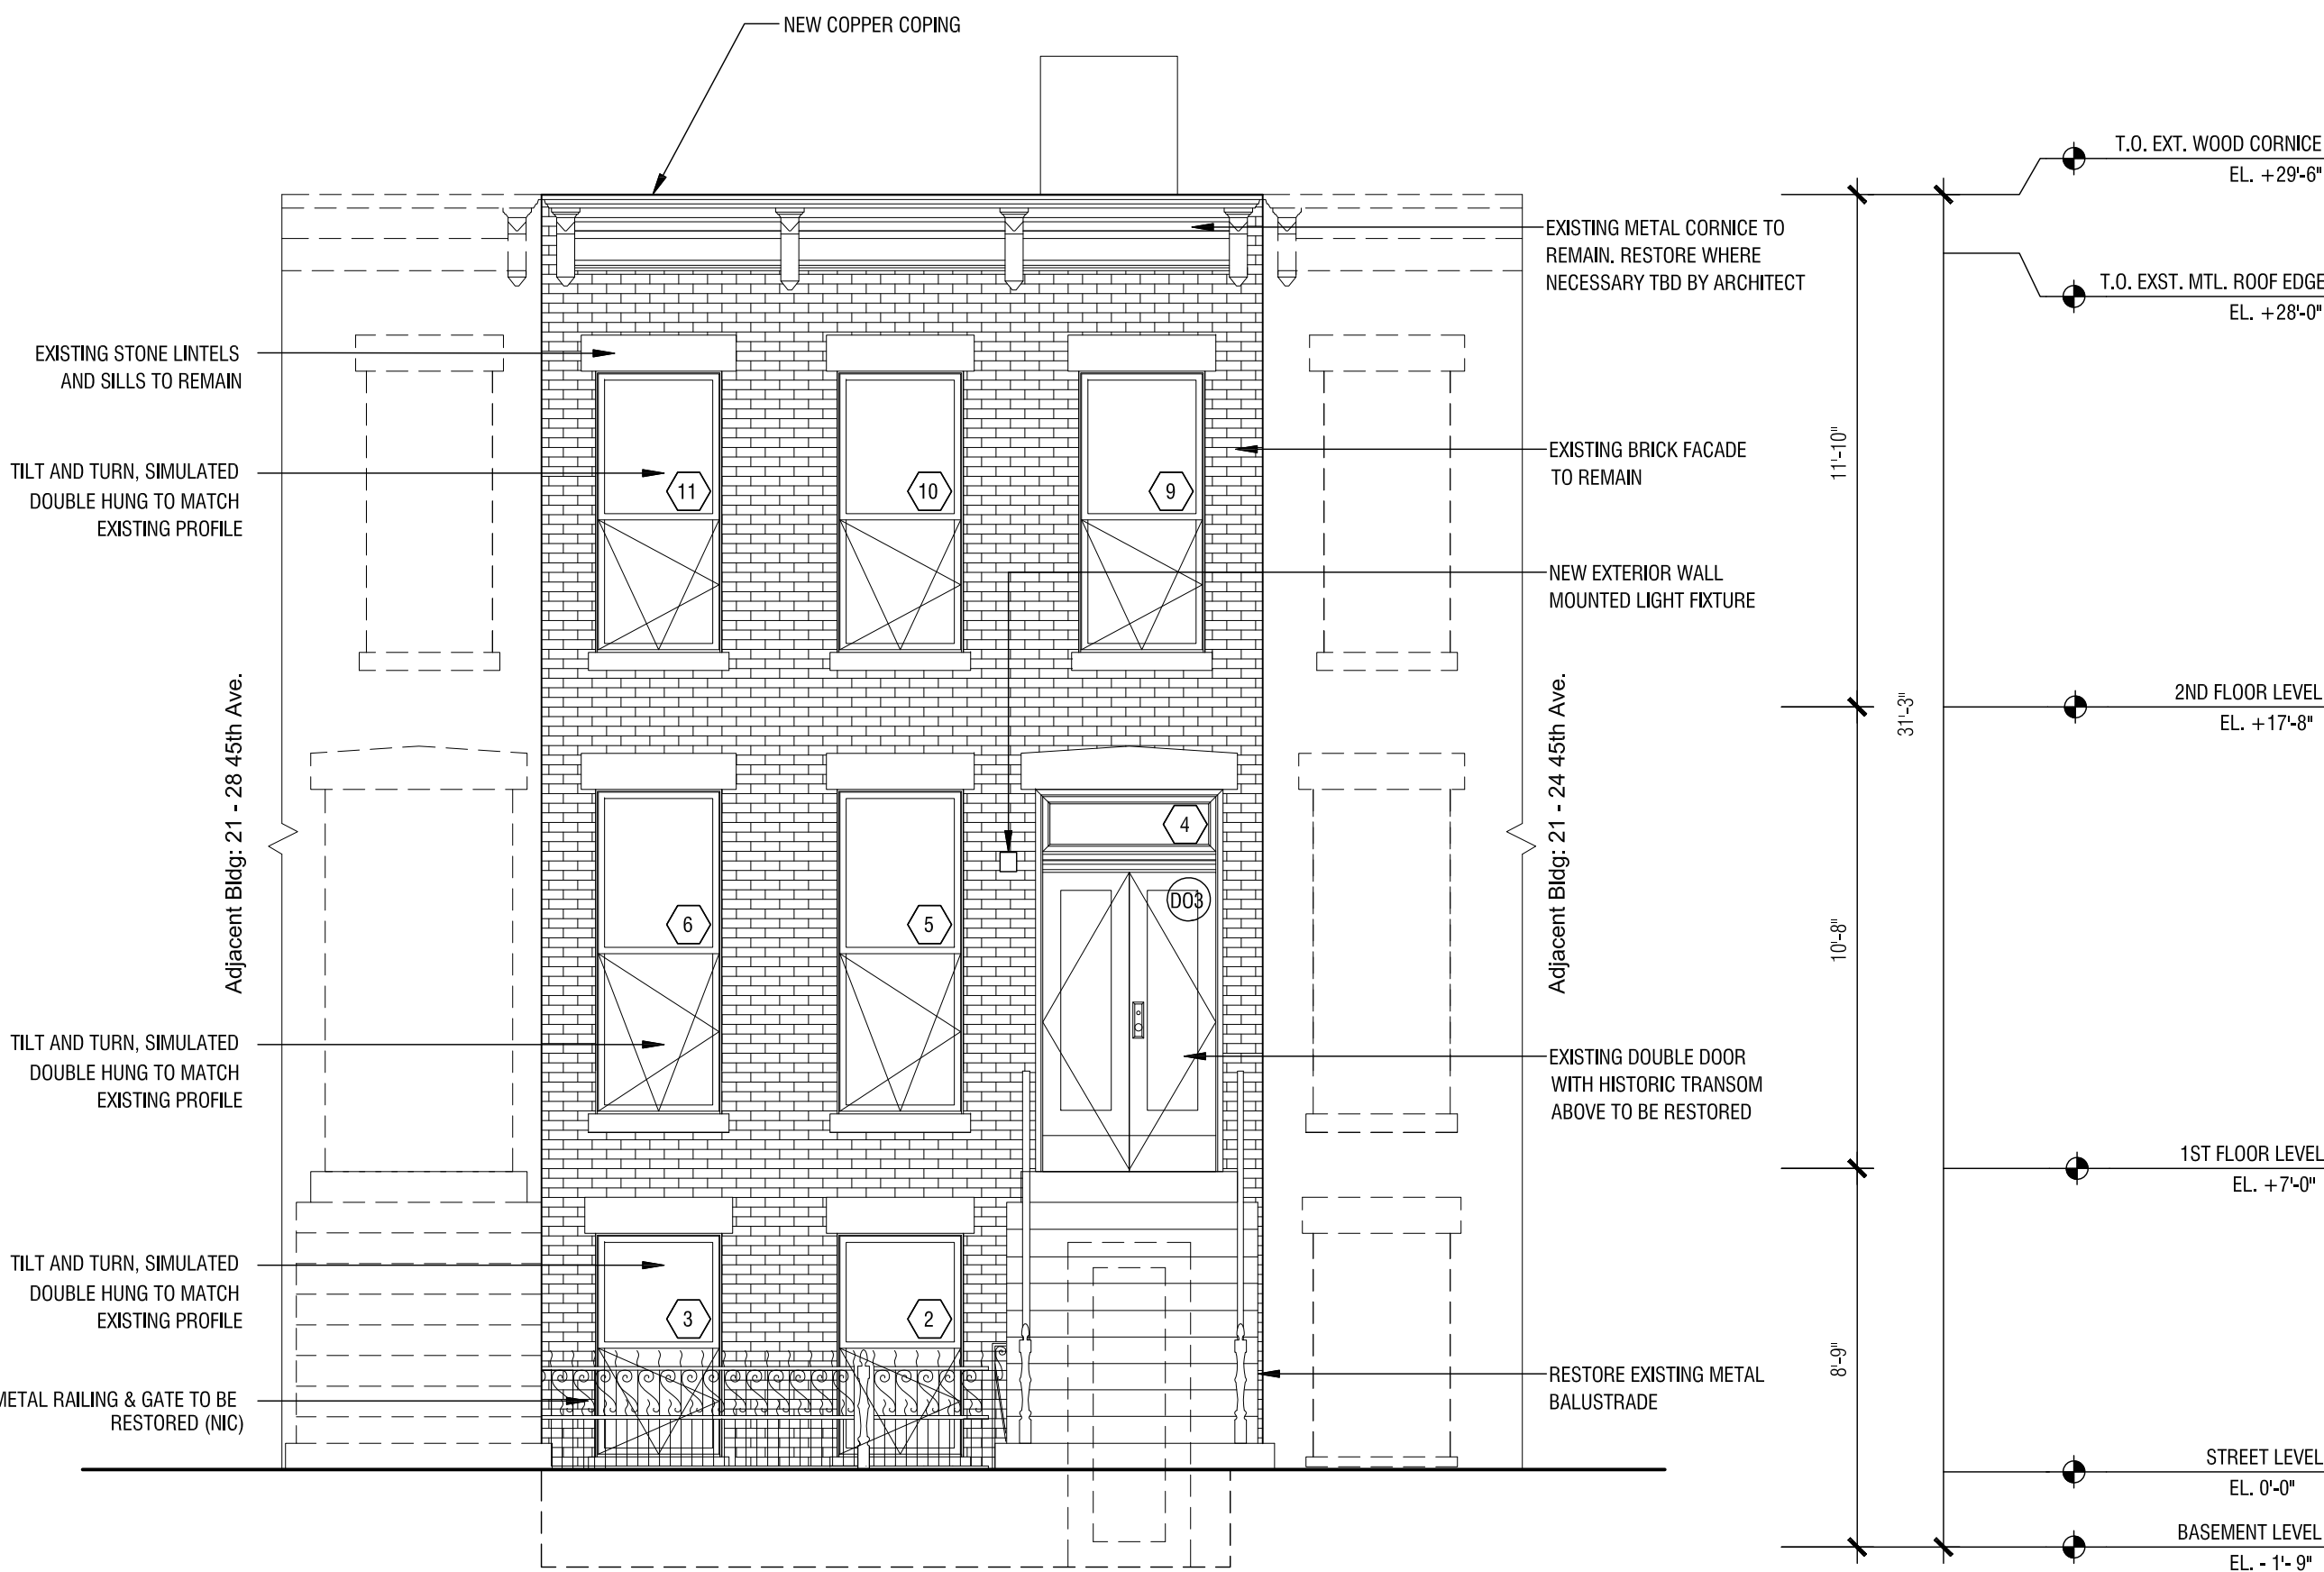 NEW COPPER COPING
T.O. EXT. WOOD CORNICE
EL. +29'-6"
EXISTING METAL CORNICE TO
REMAIN. RESTORE WHERE
NECESSARY TBD BY ARCHITECT
T.O. EXST. MTL. ROOF EDGE
EL. +28'-0"
EXISTING STONE LINTELS
AND SILLS TO REMAIN
TILT AND TURN, SIMULATED
DOUBLE HUNG TO MATCH
EXISTING PROFILE
11
10
9
EXISTING BRICK FACADE
TO REMAIN
11'-10"
NEW EXTERIOR WALL
MOUNTED LIGHT FIXTURE
2ND FLOOR LEVEL
EL. +17'-8"
31'-3"
Adjacent Bldg: 21 - 28 45th Ave.
Adjacent Bldg: 21 - 24 45th Ave.
4
DO3
6
5
10'-8"
TILT AND TURN, SIMULATED
DOUBLE HUNG TO MATCH
EXISTING PROFILE
EXISTING DOUBLE DOOR
WITH HISTORIC TRANSOM
ABOVE TO BE RESTORED
1ST FLOOR LEVEL
EL. +7'-0"
TILT AND TURN, SIMULATED
DOUBLE HUNG TO MATCH
EXISTING PROFILE
3
2
8'-9"
METAL RAILING & GATE TO BE
RESTORED (NIC)
RESTORE EXISTING METAL
BALUSTRADE
STREET LEVEL
EL. 0'-0"
BASEMENT LEVEL
EL. - 1'- 9"